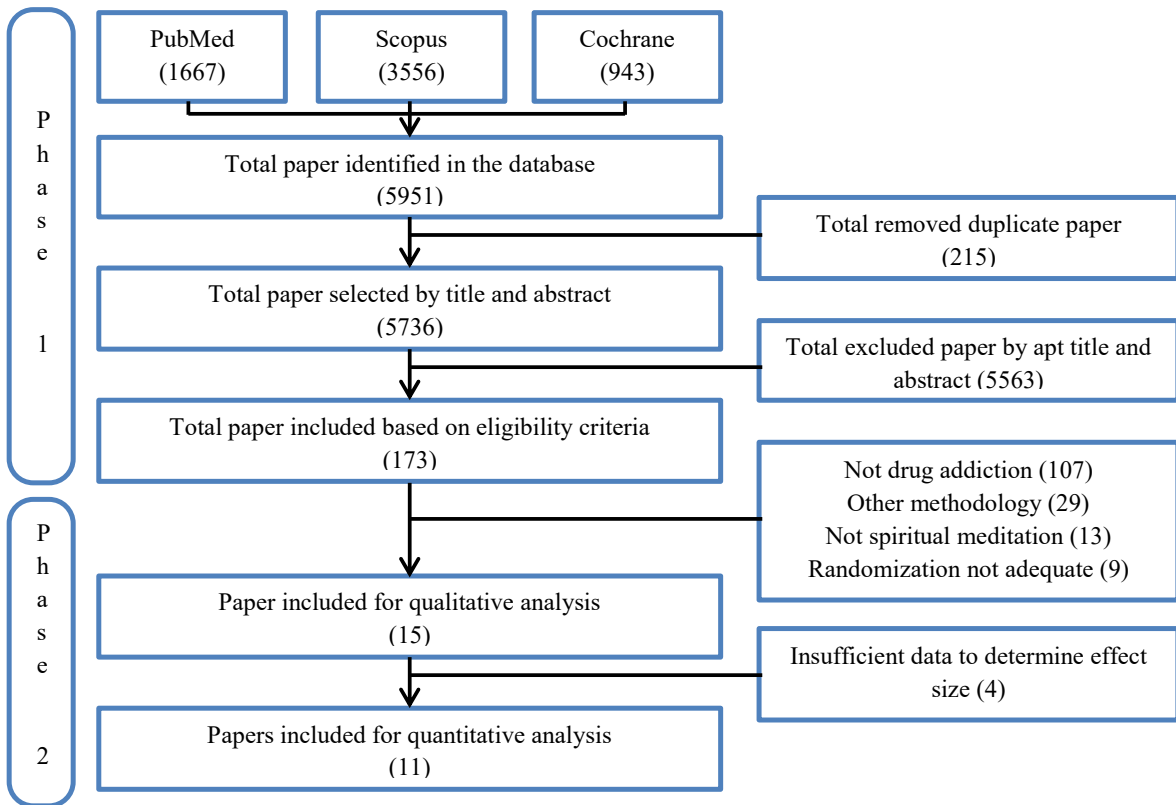 PubMed
(1667)
Scopus
(3556)
Cochrane
(943)
Phase 1
Total paper identified in the database
(5951)
Total removed duplicate paper
(215)
Total paper selected by title and abstract
(5736)
Total excluded paper by apt title and
abstract (5563)
Total paper included based on eligibility criteria
(173)
Not drug addiction (107)
Other methodology (29)
Not spiritual meditation (13)
Randomization not adequate (9)
Phase 2
Paper included for qualitative analysis
(15)
Insufficient data to determine effect
size (4)
Papers included for quantitative analysis
(11)